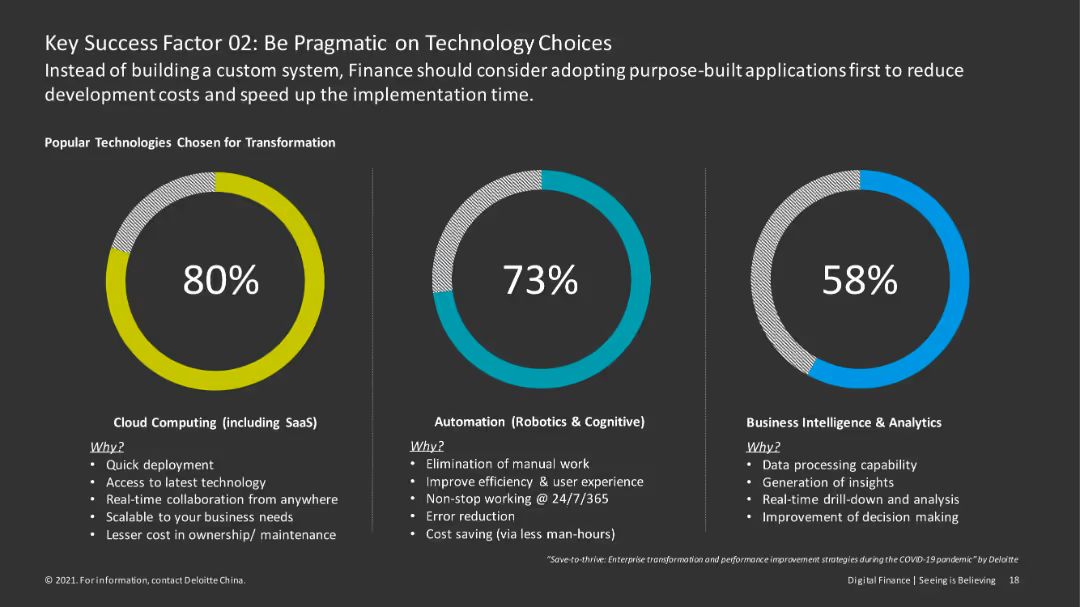 Key Success Factor 02: Be Pragmatic on Technology Choices
Instead of building a custom system, Finance should consider adopting purpose-built applications first to reduce
development costs and speed up the implementation time.
Popular Technologies Chosen for Transformation
80%
73%
58%
Cloud Computing (including SaaS)
Why?
• Quick deployment
• Access to latest technology
• Real-time collaboration from anywhere
• Scalable to your business needs
• Lesser cost in ownership/ maintenance
Automation (Robotics & Cognitive)
Why?
• Elimination of manual work
• Improve efficiency & user experience
• Non-stop working @ 24/7/365
• Error reduction
• Cost saving (via less man-hours)
Business Intelligence & Analytics
Why?
• Data processing capability
• Generation of insights
• Real-time drill-down and analysis
• Improvement of decision making
"Save-to-thrive: Enterprise transformation and performance improvement strategies during the COVID-19 pandemic" by Deloitte
© 2021. For information, contact Deloitte China.
Digital Finance | Seeing is Believing 18